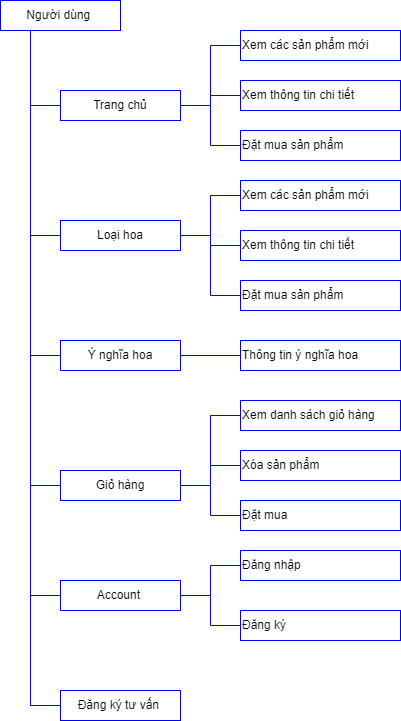 Người dùng
Trang chủ
Xem các sản phẩm mới
Xem thông tin chi tiết
Đặt mua sản phẩm
Loại hoa
Xem các sản phẩm mới
Xem thông tin chi tiết
Đặt mua sản phẩm
Ý nghĩa hoa
Thông tin ý nghĩa hoa
Giỏ hàng
Xem danh sách giỏ hàng
Xóa sản phẩm
Đặt mua
Account
Đăng nhập
Đăng ký
Đăng ký tư vấn